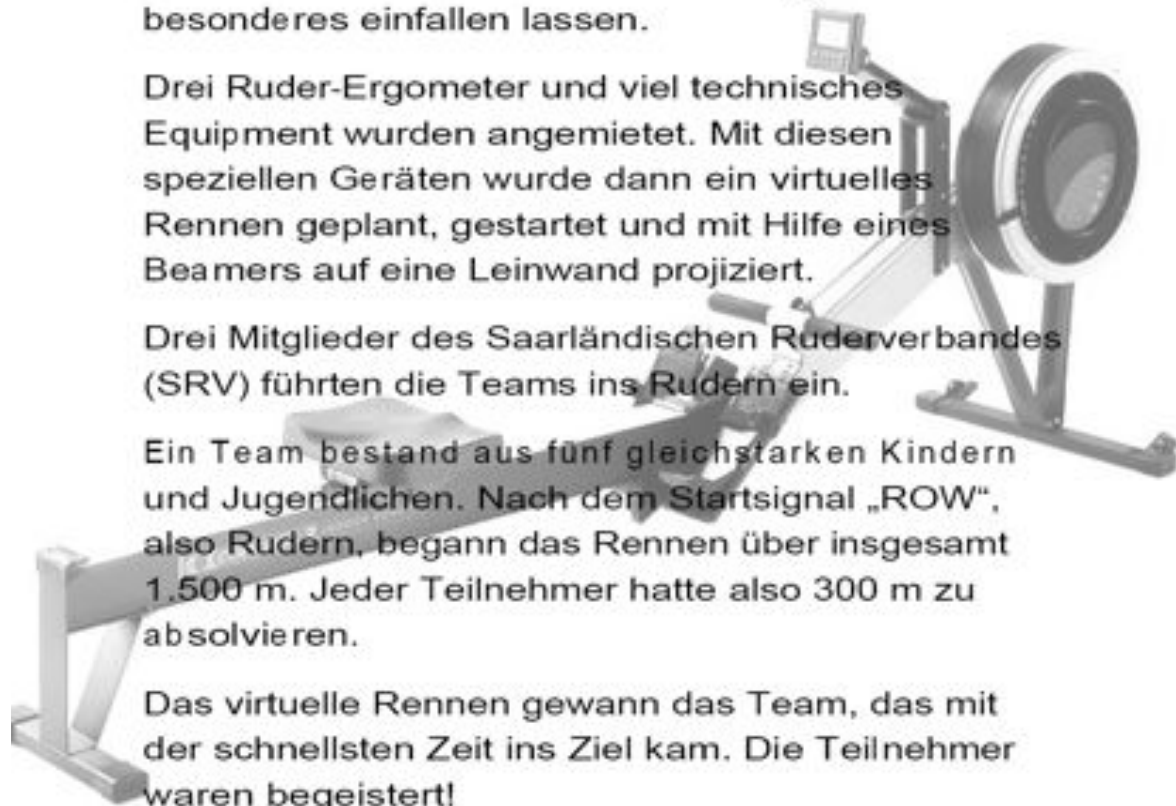 besonderes einfallen lassen.
Drei Ruder-Ergometer und viel technisches
Equipment wurden angemietet. Mit diesen
speziellen Geräten wurde dann ein virtuelles
Rennen geplant, gestartet und mit Hilfe eines
Beamers auf eine Leinwand projiziert.
Drei Mitglieder des Saarländischen Ruderverbandes
(SRV) führten die Teams ins Rudern ein.
Ein Team bestand aus fünf gleichstarken Kindern
und Jugendlichen. Nach dem Startsignal „ROW“,
also Rudern, begann das Rennen über insgesamt
1.500 m. Jeder Teilnehmer hatte also 300 m zu
absolvieren.
Das virtuelle Rennen gewann das Team, das mit
der schnellsten Zeit ins Ziel kam. Die Teilnehmer
waren begeistert!